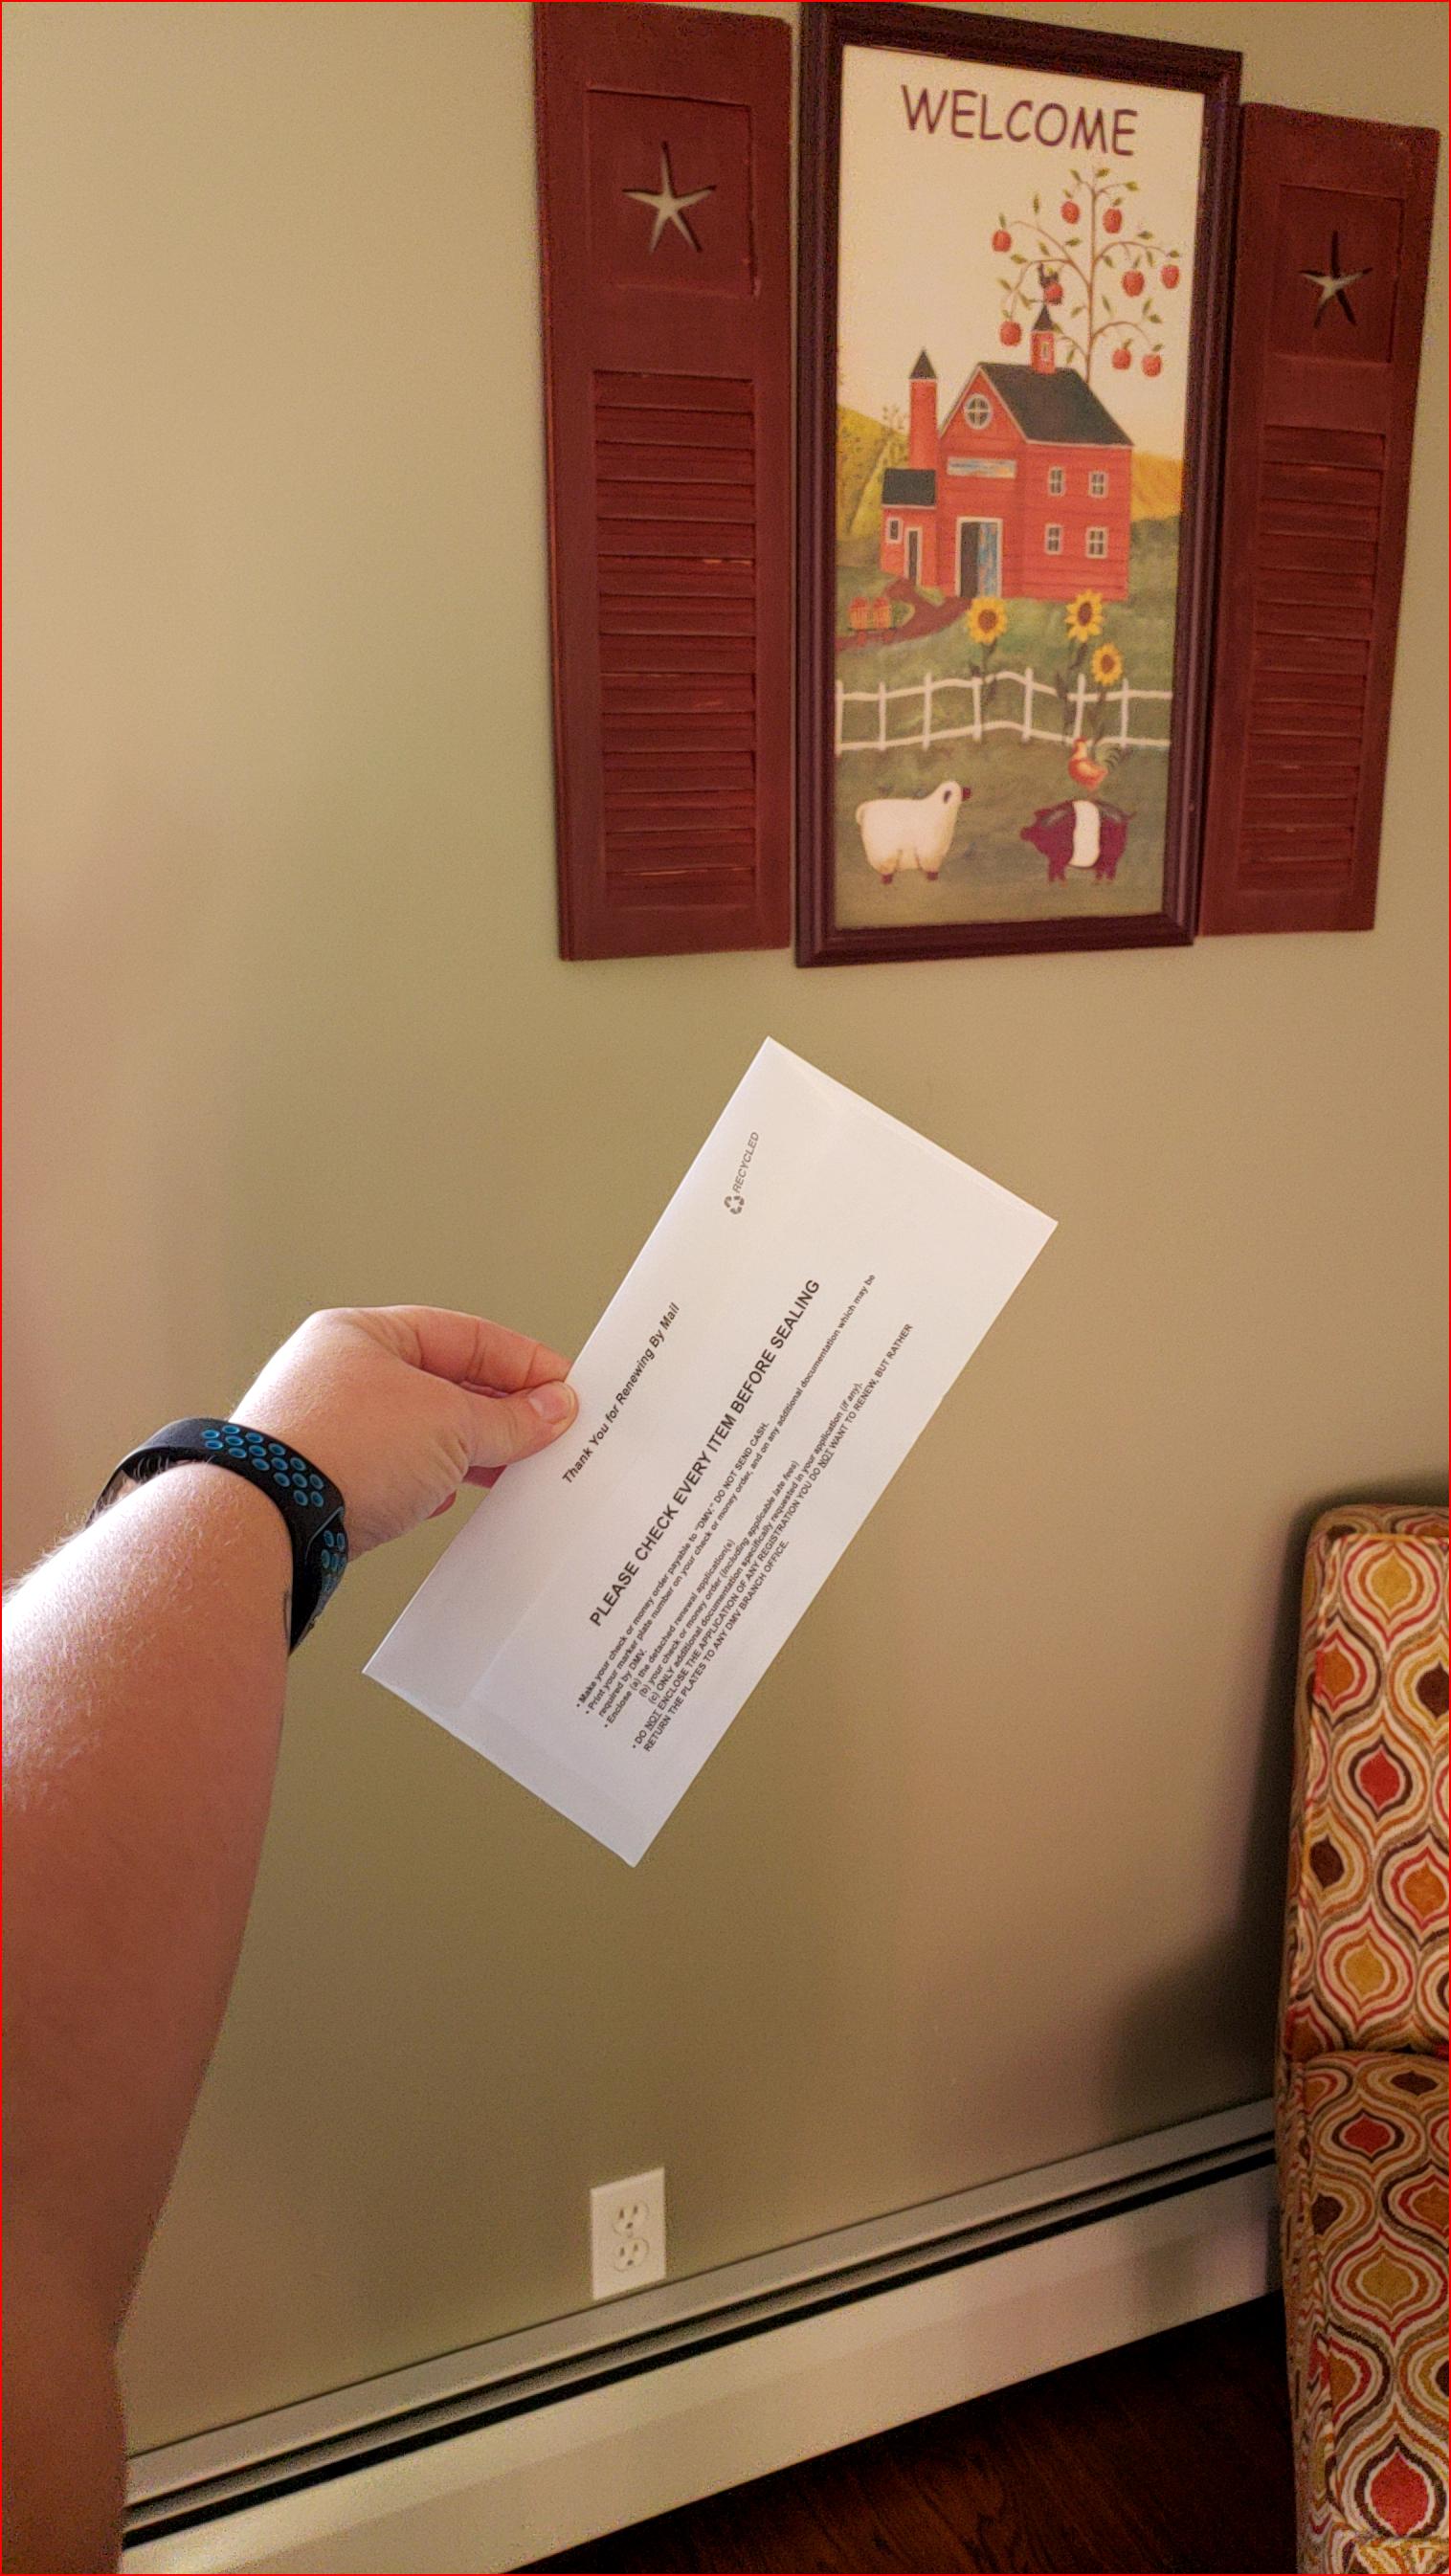 WELCOME
RECYCLED
Thank You for Renewing By Mail
PLEASE CHECK EVERY ITEM BEFORE SEALING
• Make your check or money order payable to "DMV." DO NOT SEND CASH.
• Print your marker plate number on your check or money order, and on any additional documentation which may be
required by DMV.
• Enclose (a) the detached renewal application(s)
(b) your check or money order (including applicable late fees)
(c) ONLY additional documentation specifically requested in your application (if any).
• DO NOT ENCLOSE THE APPLICATION OF ANY REGISTRATION YOU DO NOT WANT TO RENEW, BUT RATHER
RETURN THE PLATES TO ANY DMV BRANCH OFFICE.